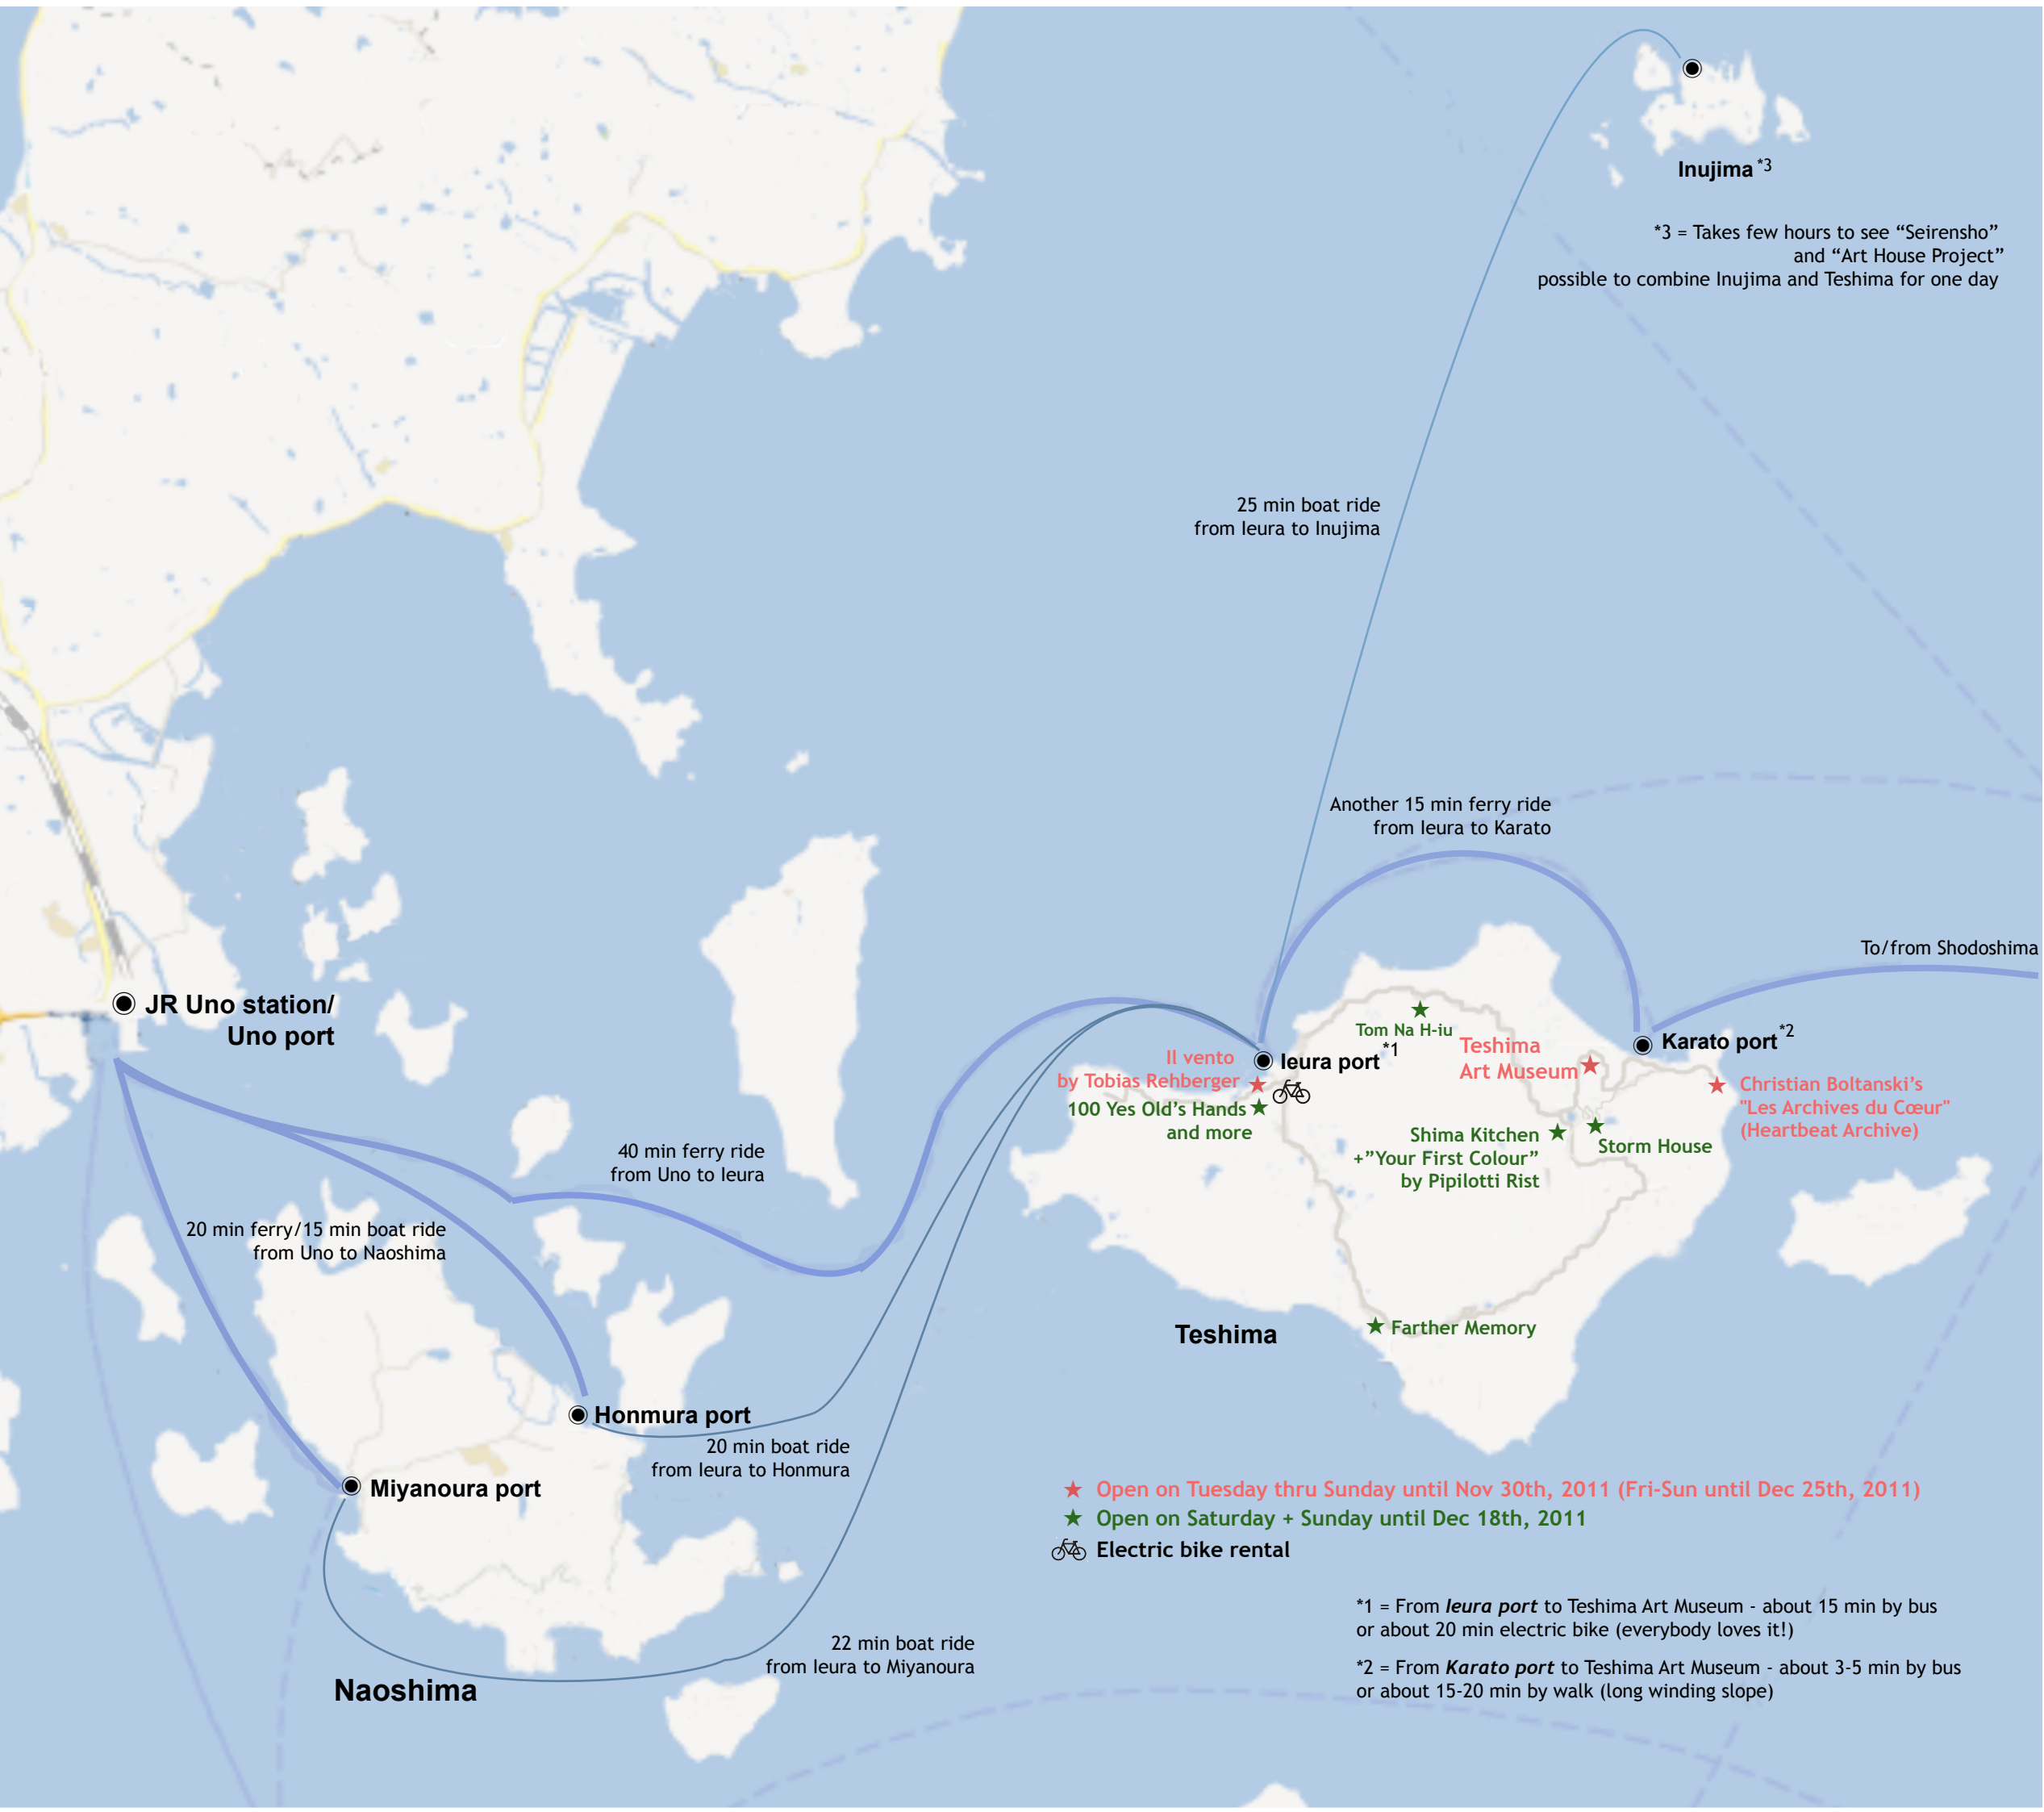 Inujima *3
*3 = Takes few hours to see “Seirensho”
and “Art House Project”
possible to combine Inujima and Teshima for one day
25 min boat ride
from Ieura to Inujima
Another 15 min ferry ride
from Ieura to Karato
To/from Shodoshima
JR Uno station/
Uno port
Tom Na H-iu
Ieura port *1
Il vento
by Tobias Rehberger
100 Yes Old’s Hands
and more
Teshima
Art Museum
Karato port *2
Christian Boltanski’s
"Les Archives du Cœur"
(Heartbeat Archive)
Shima Kitchen
+”Your First Colour”
by Pipilotti Rist
Storm House
40 min ferry ride
from Uno to Ieura
20 min ferry/15 min boat ride
from Uno to Naoshima
Teshima
Farther Memory
Honmura port
20 min boat ride
from Ieura to Honmura
Miyanoura port
22 min boat ride
from Ieura to Miyanoura
Naoshima
★ Open on Tuesday thru Sunday until Nov 30th, 2011 (Fri-Sun until Dec 25th, 2011)
★ Open on Saturday + Sunday until Dec 18th, 2011
Electric bike rental
*1 = From Ieura port to Teshima Art Museum - about 15 min by bus
or about 20 min electric bike (everybody loves it!)
*2 = From Karato port to Teshima Art Museum - about 3-5 min by bus
or about 15-20 min by walk (long winding slope)